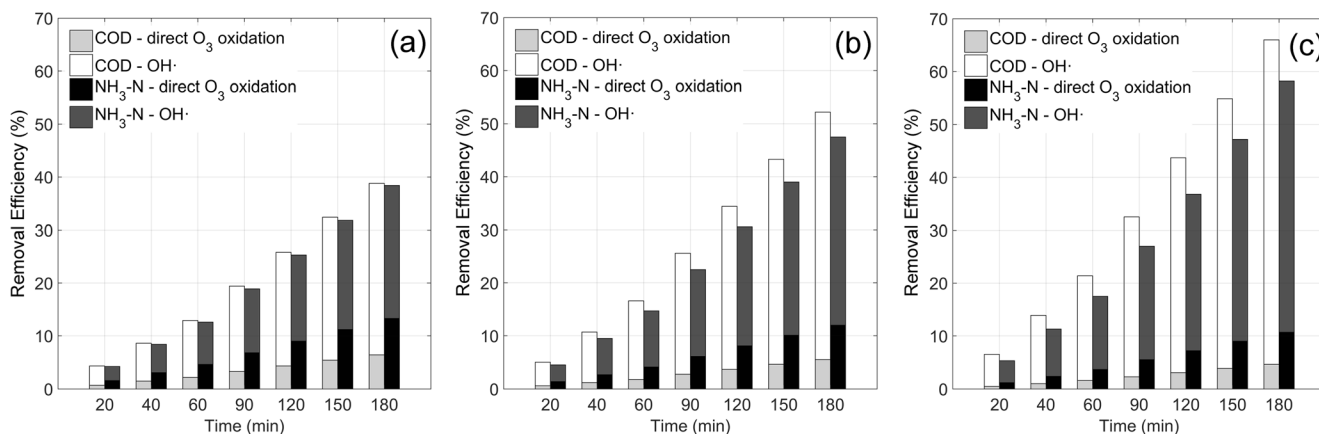 (a)
COD - direct O₃ oxidation
COD - OH·
NH₃-N - direct O₃ oxidation
NH₃-N - OH·
Removal Efficiency (%)
70
60
50
40
30
20
10
0
20 40 60 90 120 150 180
Time (min)
(b)
COD - direct O₃ oxidation
COD - OH·
NH₃-N - direct O₃ oxidation
NH₃-N - OH·
Removal Efficiency (%)
70
60
50
40
30
20
10
0
20 40 60 90 120 150 180
Time (min)
(c)
COD - direct O₃ oxidation
COD - OH·
NH₃-N - direct O₃ oxidation
NH₃-N - OH·
Removal Efficiency (%)
70
60
50
40
30
20
10
0
20 40 60 90 120 150 180
Time (min)